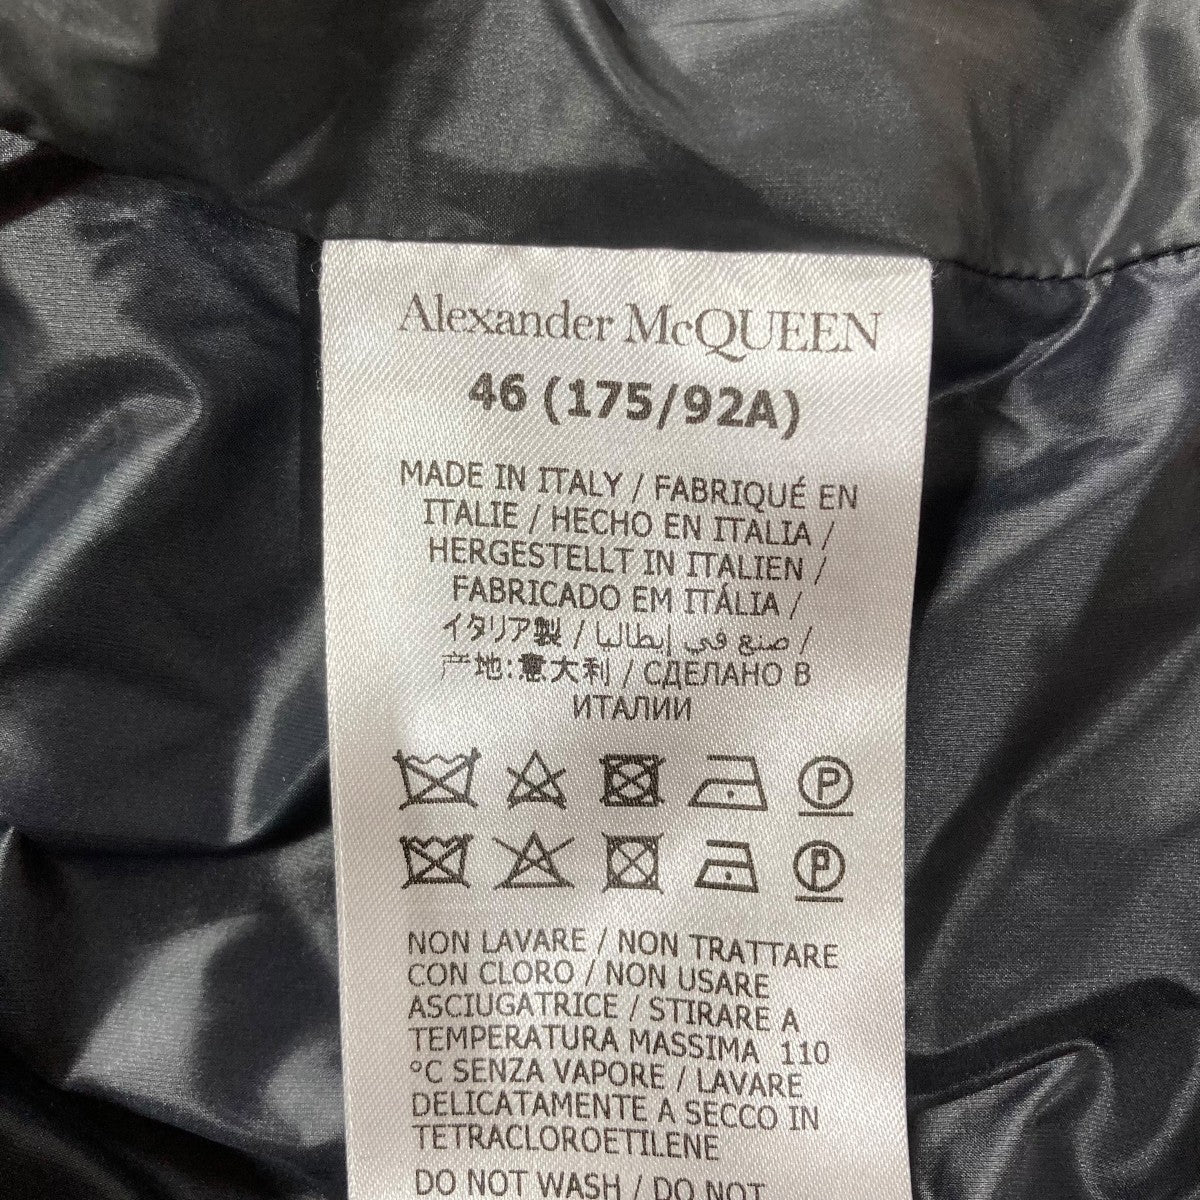 Alexander McQUEEN
46 (175/92A)
MADE IN ITALY / FABRIQUÉ EN
ITALIE / HECHO EN ITALIA /
HERGESTELLT IN ITALIEN /
FABRICADO EM ITÁLIA /
イタリア製 / صنع في إيطاليا /
产地:意大利 / СДЕЛАНО В
ИТАЛИИ
P
P
NON LAVARE / NON TRATTARE
CON CLORO / NON USARE
ASCIUGATRICE / STIRARE A
TEMPERATURA MASSIMA 110
°C SENZA VAPORE / LAVARE
DELICATAMENTE A SECCO IN
TETRACLOROETILENE
DO NOT WASH / DO NOT